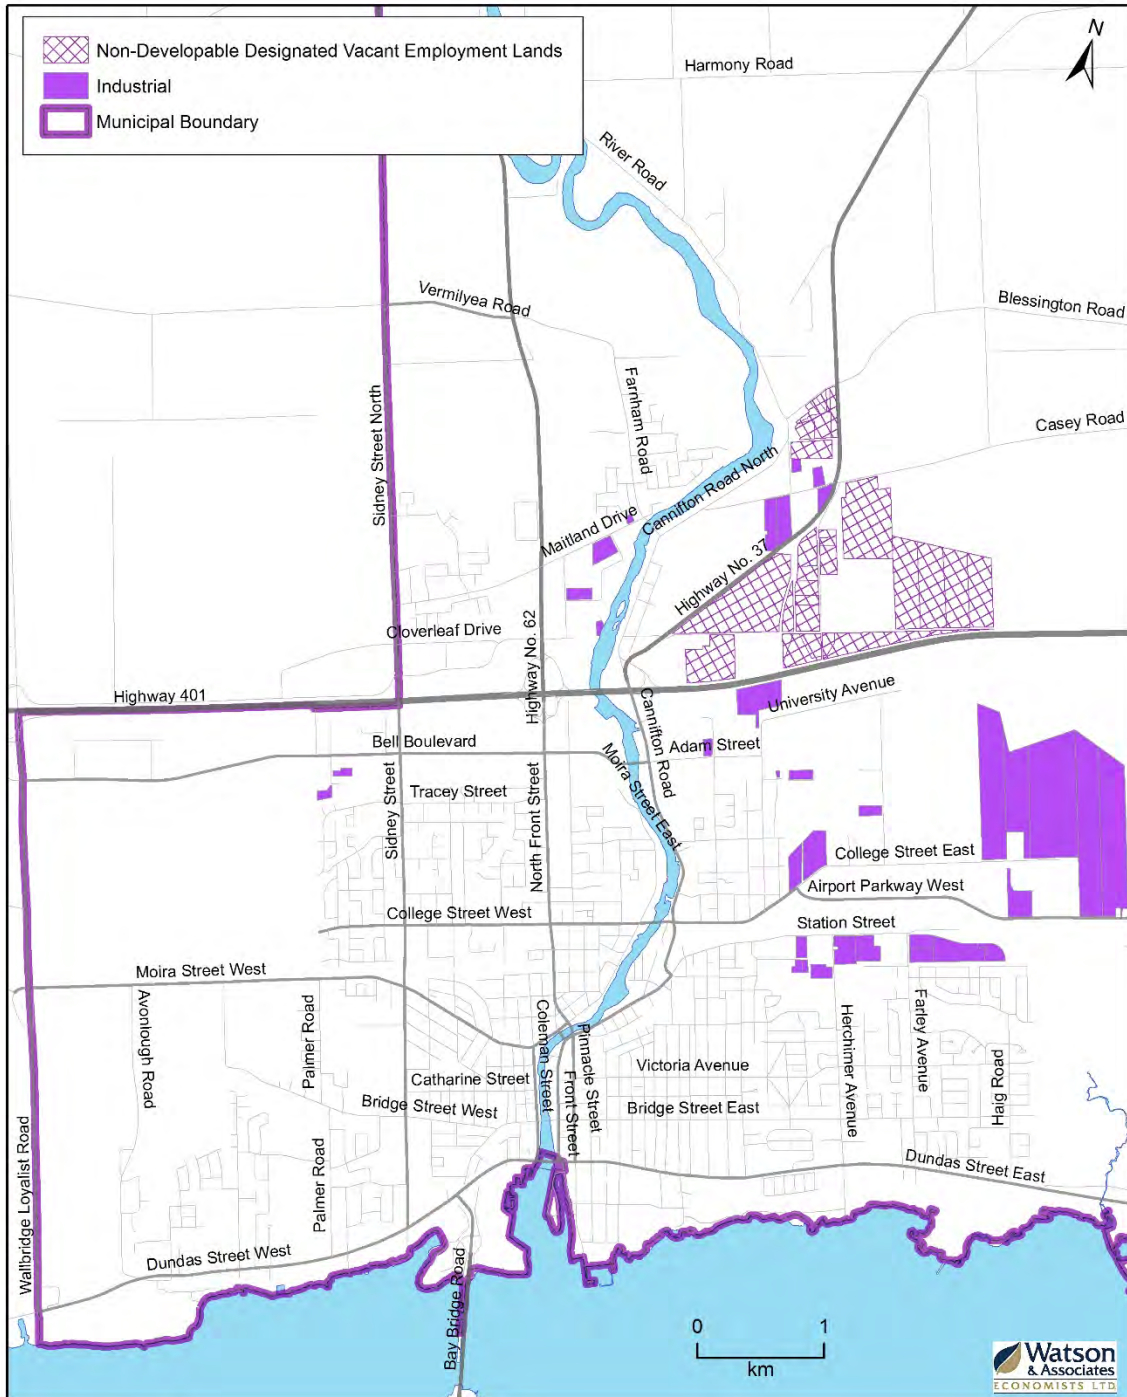 Non-Developable Designated Vacant Employment Lands
Industrial
Municipal Boundary
N
Harmony Road
River Road
Vermilyea Road
Blessington Road
Farnham Road
Casey Road
Sidney Street North
Cannifton Road North
Maitland Drive
Highway No. 37
Cloverleaf Drive
Highway No. 62
Highway 401
University Avenue
Cannifton Road
Bell Boulevard
Adam Street
Moira Street East
Tracey Street
Sidney Street
North Front Street
College Street East
Airport Parkway West
College Street West
Station Street
Moira Street West
Avonlough Road
Palmer Road
Coleman Street
Pinnacle Street
Front Street
Herchimer Avenue
Farley Avenue
Haig Road
Victoria Avenue
Catharine Street
Bridge Street West
Bridge Street East
Palmer Road
Dundas Street East
Wallbridge Loyalist Road
Dundas Street West
Bay Bridge Road
0 1
km
Watson
& Associates
ECONOMISTS LTD.